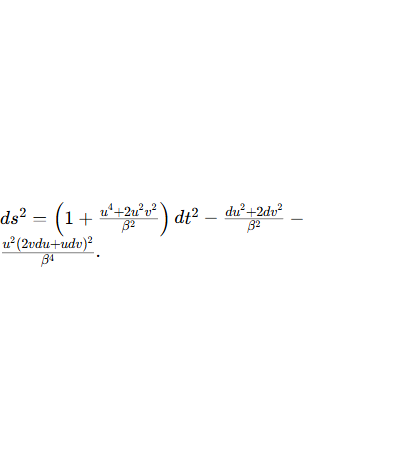 ds² = (1 + (u⁴+2u²v²)/β²) dt² − (du²+2dv²)/β² −
u²(2vdu+udv)²/β⁴.